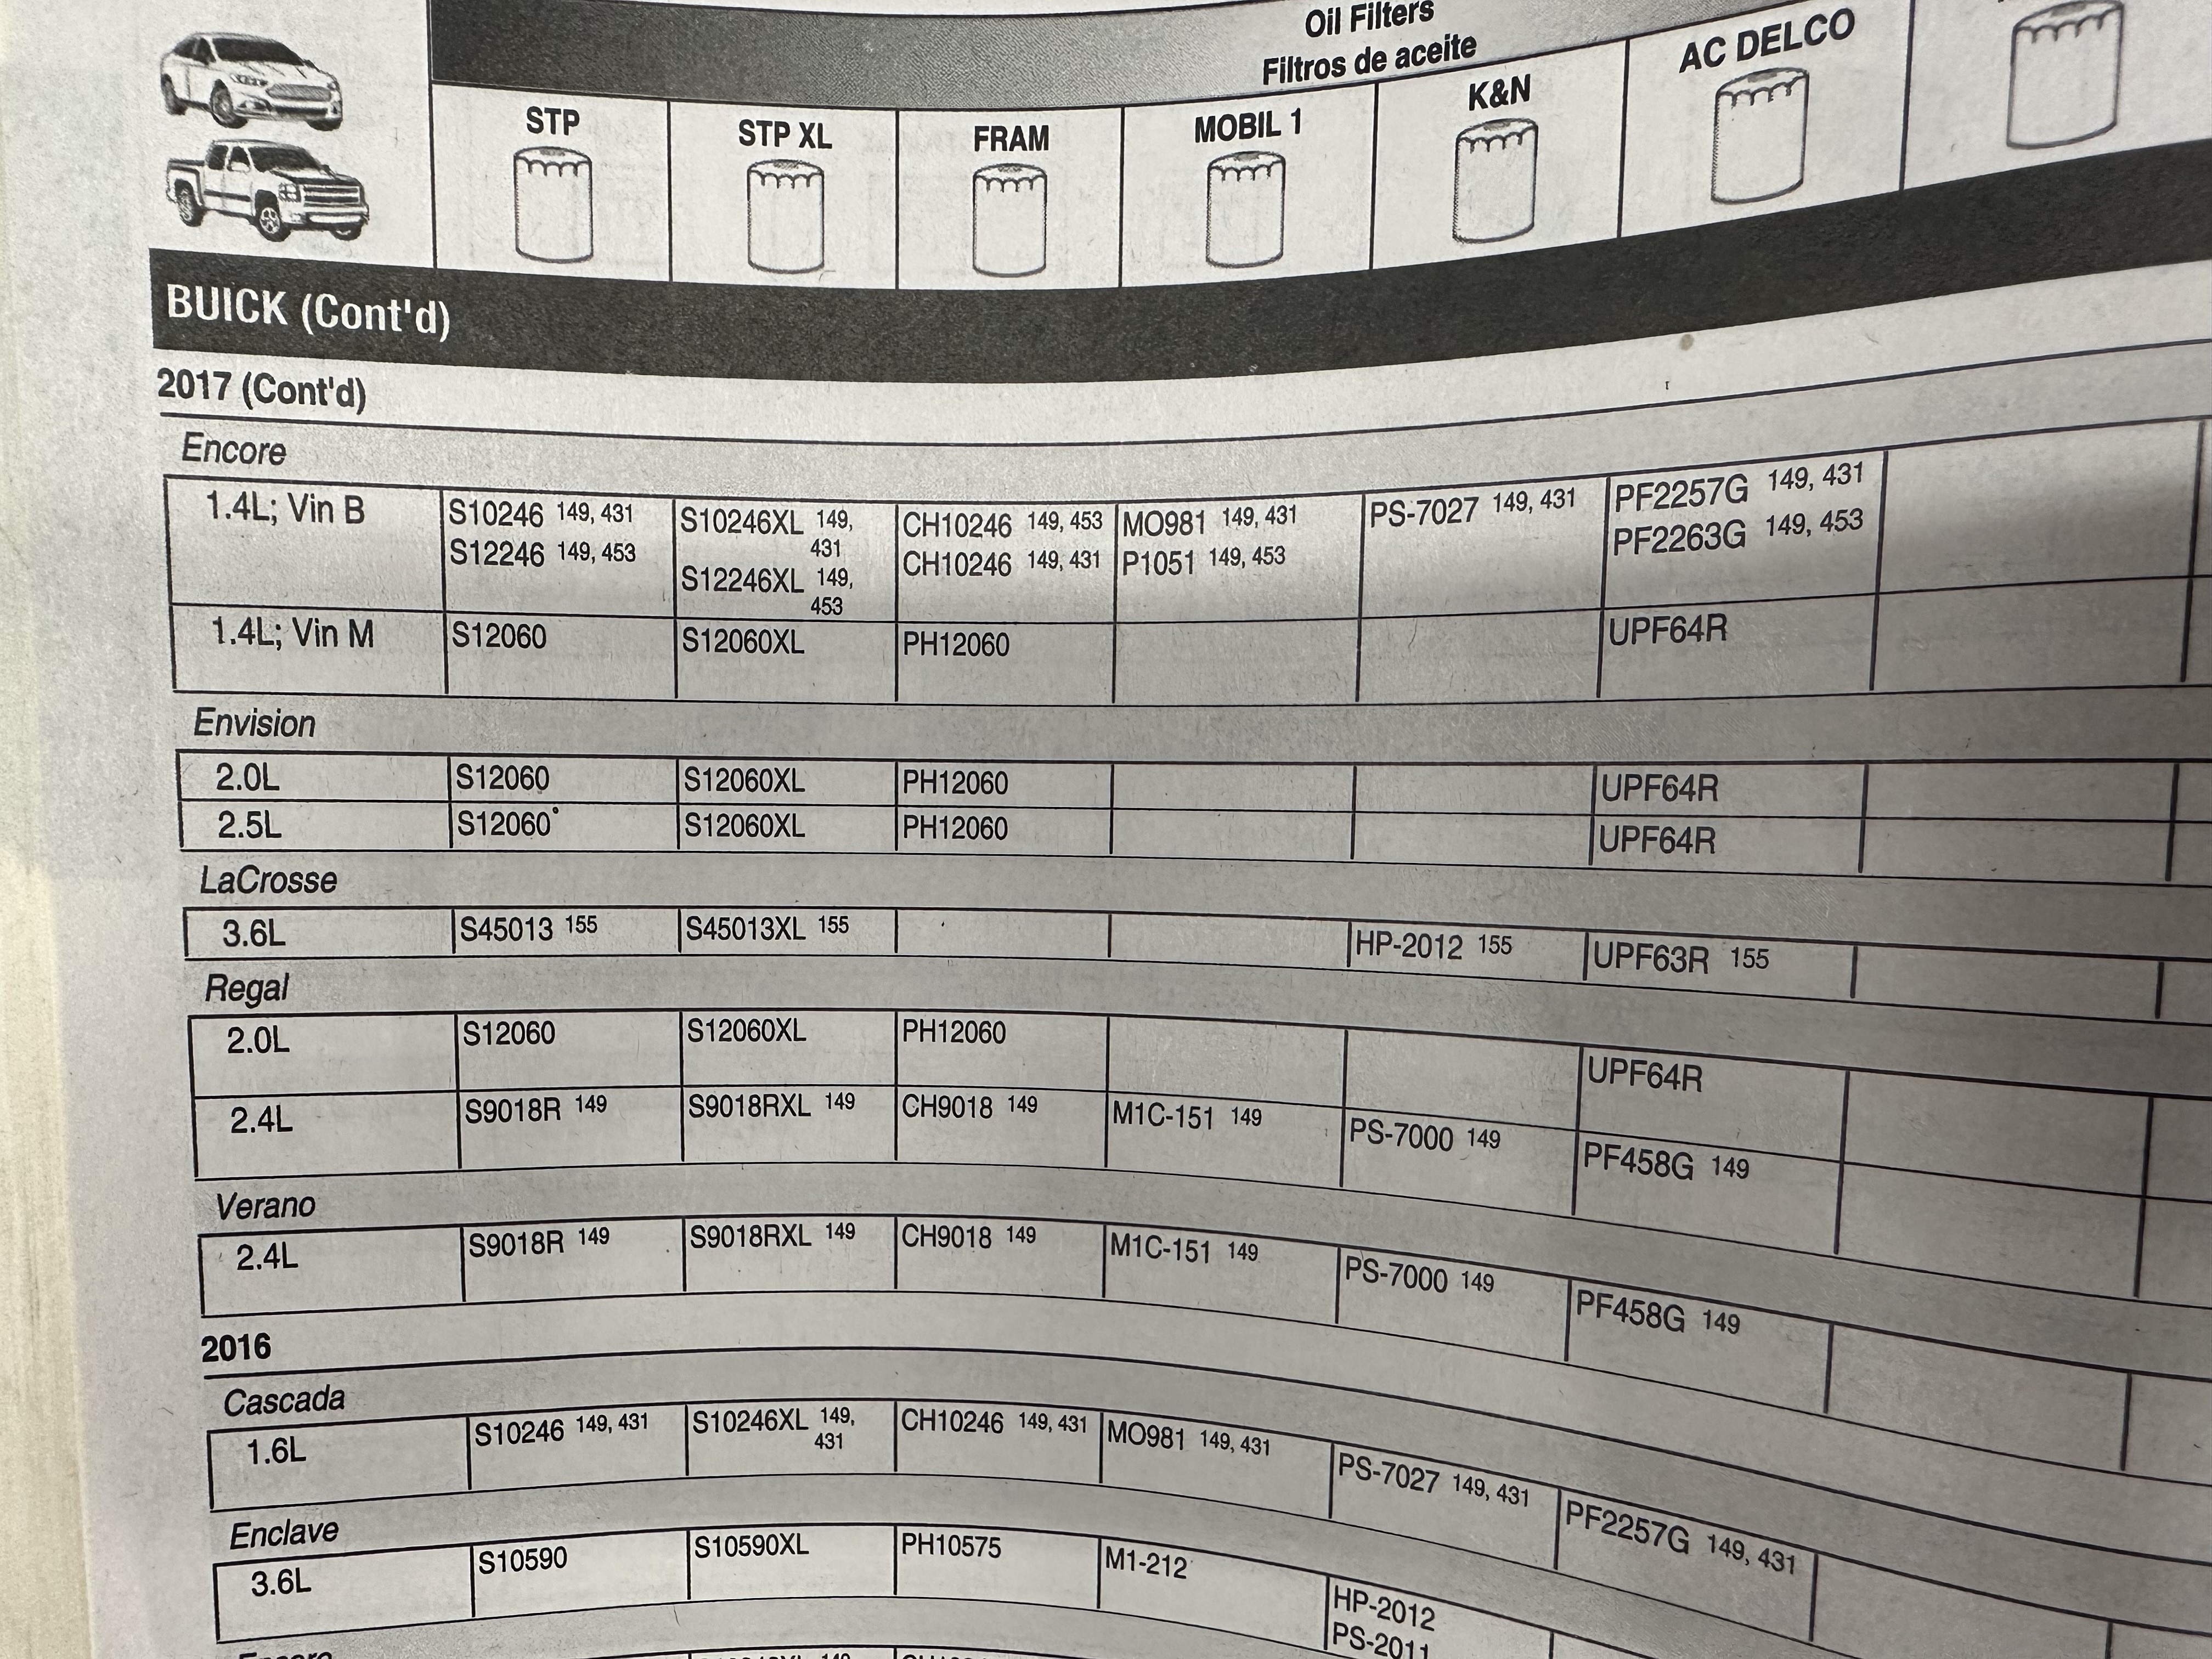 Oil Filters
Filtros de aceite
STP STP XL FRAM MOBIL 1 K&N AC DELCO
BUICK (Cont'd)
2017 (Cont'd)
Encore
1.4L; Vin B S10246 149, 431 S10246XL 149, CH10246 149, 453 MO981 149, 431 PS-7027 149, 431 PF2257G 149, 431
S12246 149, 453 431 CH10246 149, 431 P1051 149, 453 PF2263G 149, 453
S12246XL 149,
453
1.4L; Vin M S12060 S12060XL PH12060 UPF64R
Envision
2.0L S12060 S12060XL PH12060 UPF64R
2.5L S12060 S12060XL PH12060 UPF64R
LaCrosse
3.6L S45013 155 S45013XL 155 HP-2012 155 UPF63R 155
Regal
2.0L S12060 S12060XL PH12060 UPF64R
2.4L S9018R 149 S9018RXL 149 CH9018 149 M1C-151 149 PS-7000 149 PF458G 149
Verano
2.4L S9018R 149 S9018RXL 149 CH9018 149 M1C-151 149 PS-7000 149 PF458G 149
2016
Cascada
1.6L S10246 149, 431 S10246XL 149, CH10246 149, 431 MO981 149, 431 PS-7027 149, 431 PF2257G 149, 431
431
Enclave
3.6L S10590 S10590XL PH10575 M1-212 HP-2012
PS-2011